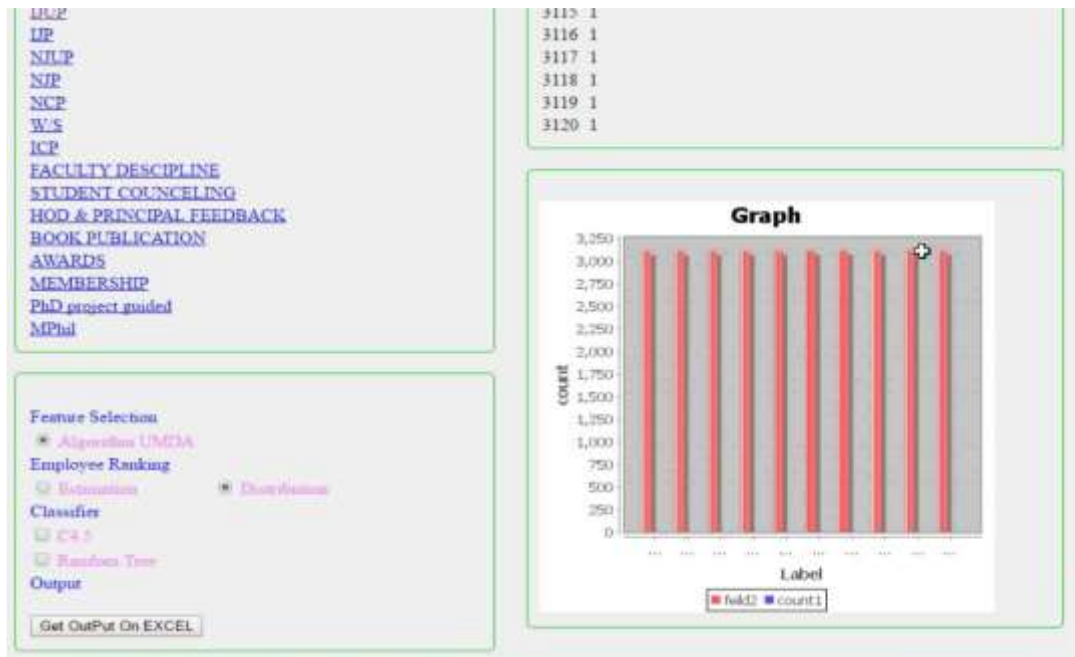 IJUP
IJP
NJUP
NJP
NCP
W/S
ICP
FACULTY DESCIPLINE
STUDENT COUNCELING
HOD & PRINCIPAL FEEDBACK
BOOK PUBLICATION
AWARDS
MEMBERSHIP
PhD project guided
MPhil
Feature Selection
Algorithm UMDA
Employee Ranking
Estimation Distribution
Classifier
C4.5
Random Tree
Output
Get OutPut On EXCEL
3115 1
3116 1
3117 1
3118 1
3119 1
3120 1
Graph
3,250
3,000
2,750
2,500
2,250
2,000
1,750
1,500
1,250
1,000
750
500
250
0
count
... ... ... ... ... ... ... ... ... ...
Label
feild2 count1